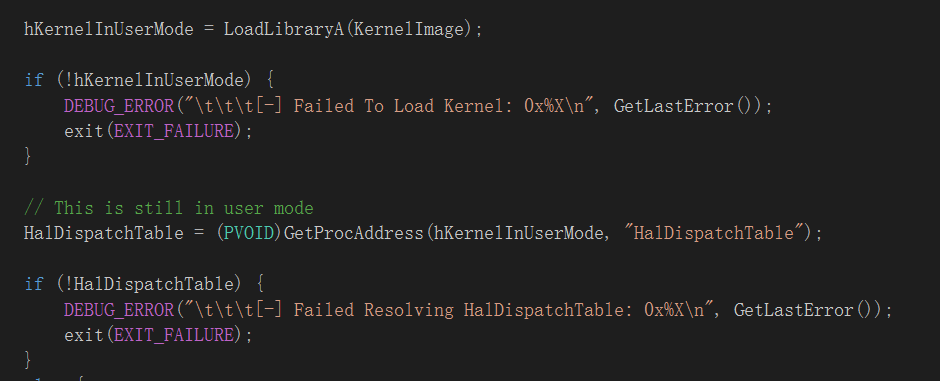 hKernelInUserMode = LoadLibraryA(KernelImage);
if (!hKernelInUserMode) {
DEBUG_ERROR("\t\t\t[-] Failed To Load Kernel: 0x%X\n", GetLastError());
exit(EXIT_FAILURE);
}
// This is still in user mode
HalDispatchTable = (PVOID)GetProcAddress(hKernelInUserMode, "HalDispatchTable");
if (!HalDispatchTable) {
DEBUG_ERROR("\t\t\t[-] Failed Resolving HalDispatchTable: 0x%X\n", GetLastError());
exit(EXIT_FAILURE);
}